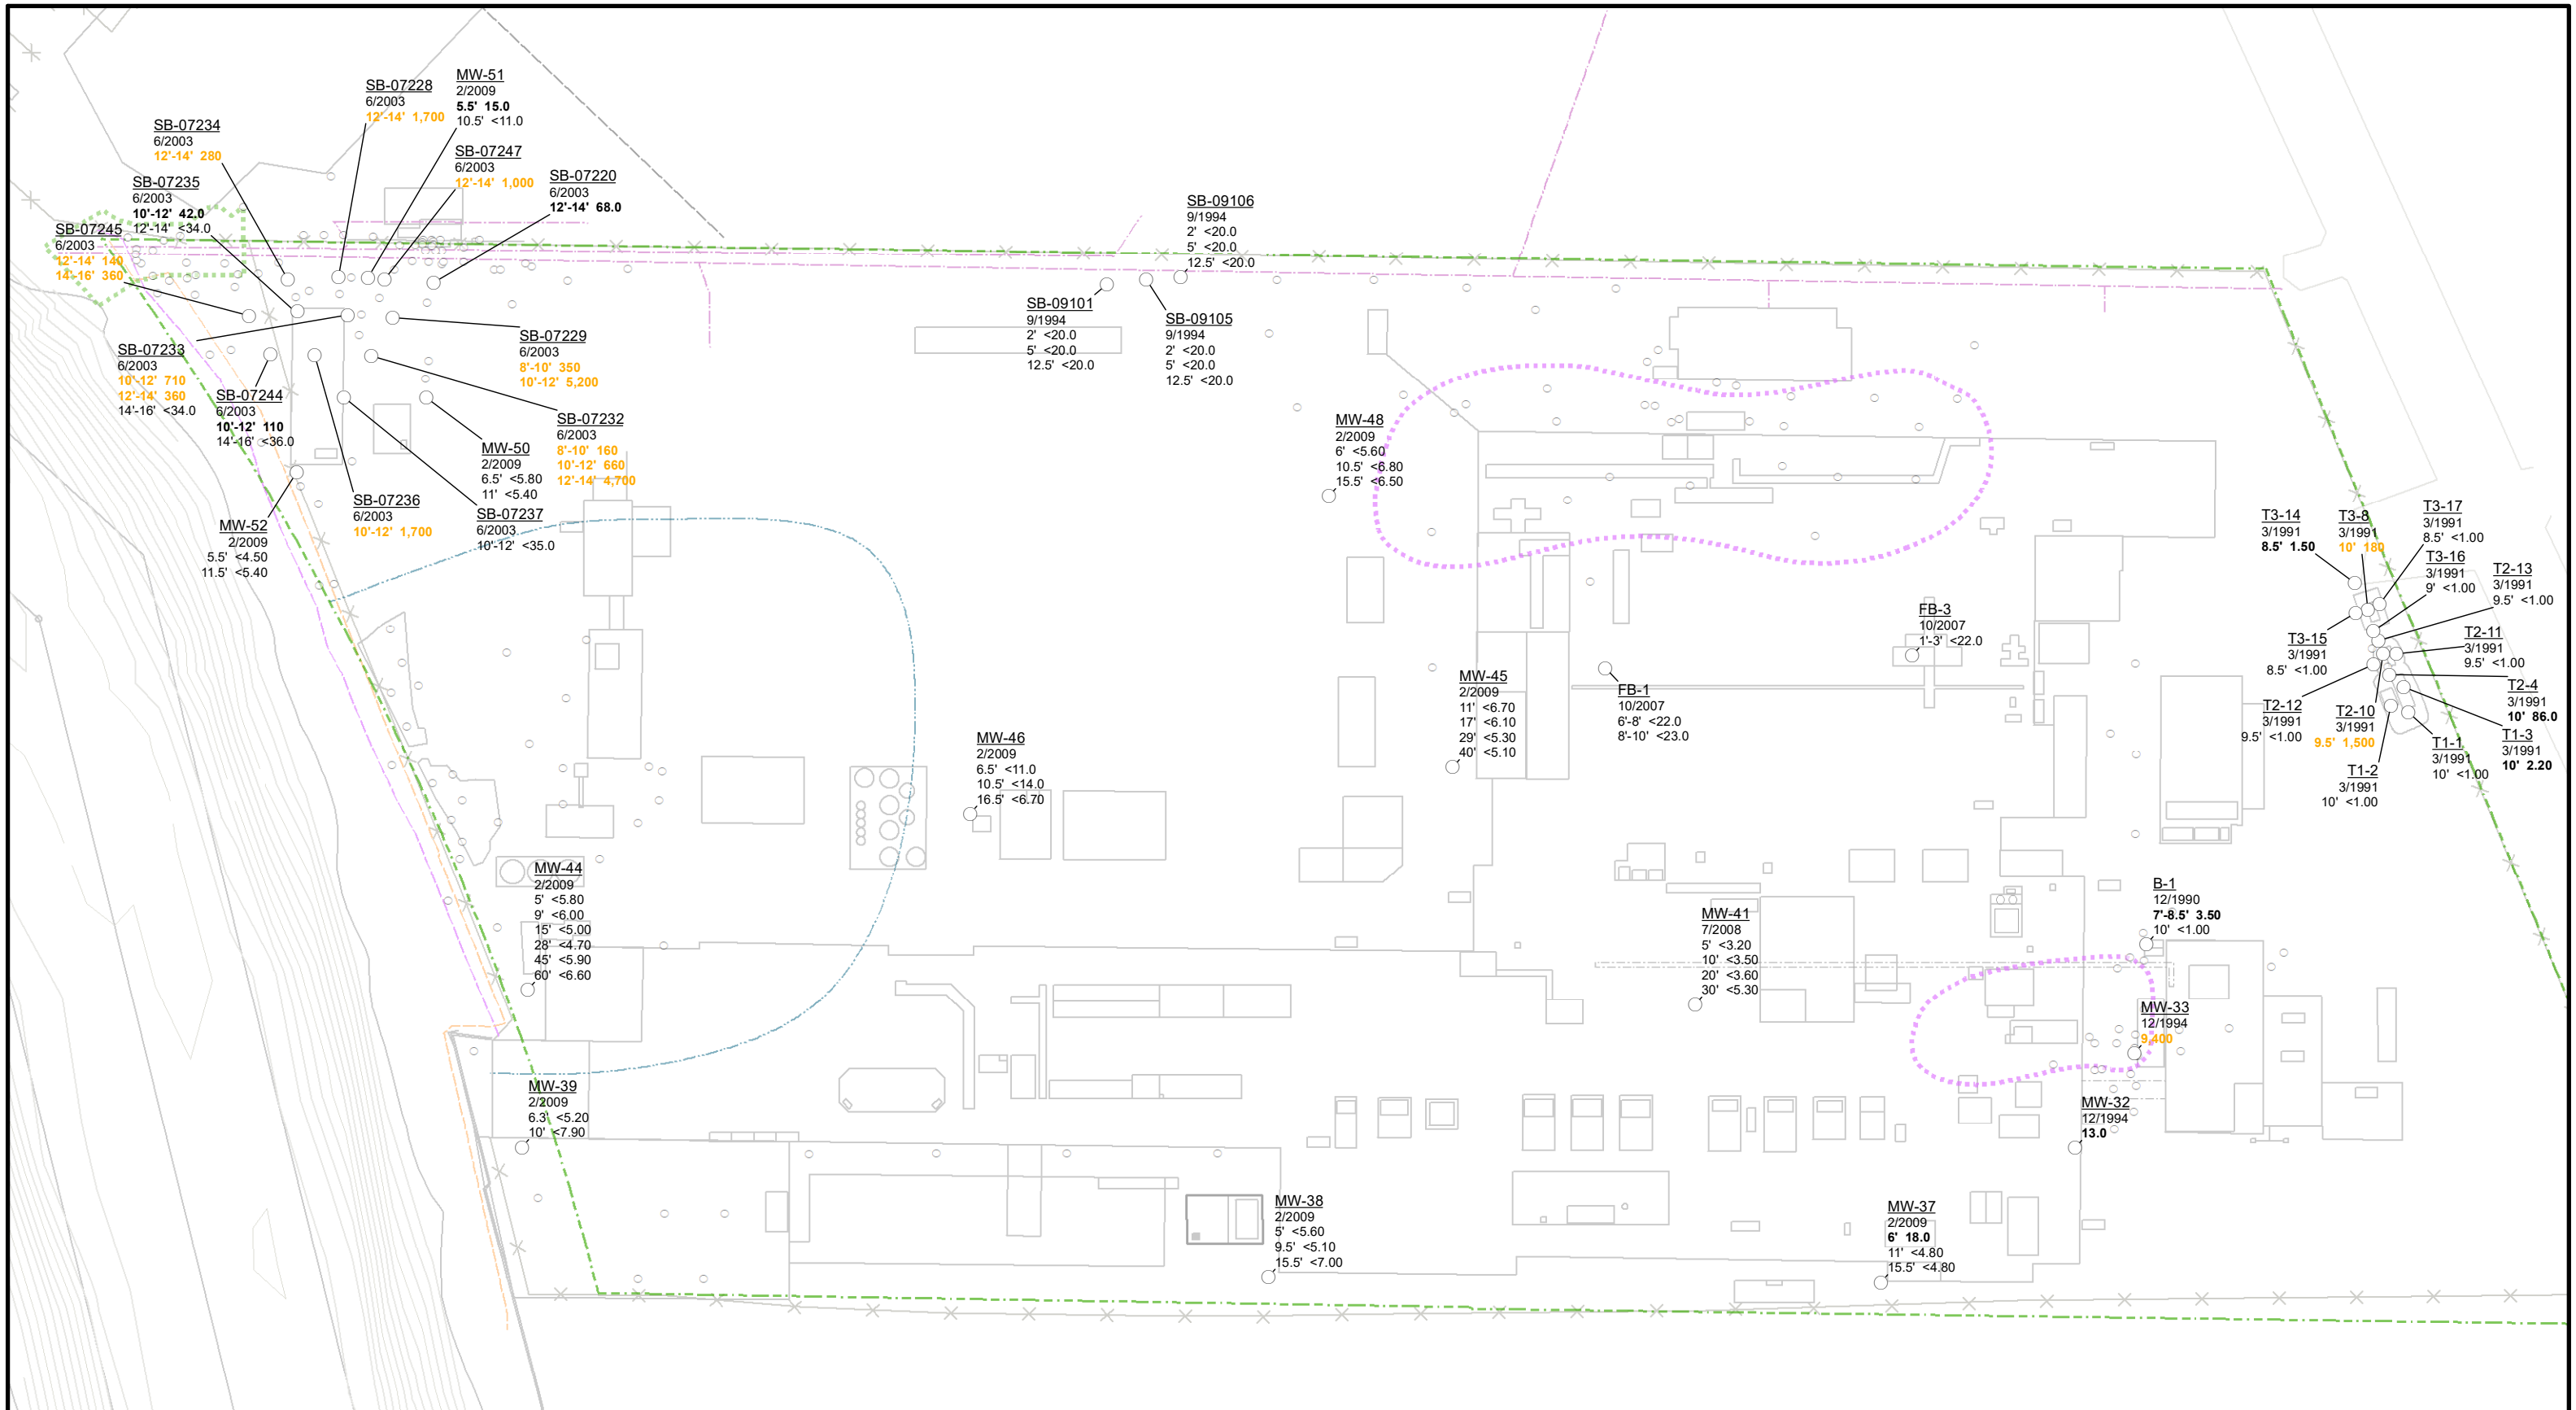 SB-07228
6/2003
12'-14' 1,700
MW-51
2/2009
5.5' 15.0
10.5' <11.0
SB-07234
6/2003
12'-14' 280
SB-07247
6/2003
12'-14' 1,000
SB-07220
6/2003
12'-14' 68.0
SB-07235
6/2003
10'-12' 42.0
12'-14' <34.0
SB-07245
6/2003
12'-14' 140
14'-16' 360
SB-09106
9/1994
2' <20.0
5' <20.0
12.5' <20.0
SB-09101
9/1994
2' <20.0
5' <20.0
12.5' <20.0
SB-09105
9/1994
2' <20.0
5' <20.0
12.5' <20.0
SB-07233
6/2003
10'-12' 710
12'-14' 360
14'-16' <34.0
SB-07229
6/2003
8'-10' 350
10'-12' 5,200
SB-07244
6/2003
10'-12' 110
14'-16' <36.0
SB-07232
6/2003
8'-10' 160
10'-12' 660
12'-14' 4,700
MW-50
2/2009
6.5' <5.80
11' <5.40
MW-48
2/2009
6' <5.60
10.5' <6.80
15.5' <6.50
SB-07236
6/2003
10'-12' 1,700
SB-07237
6/2003
10'-12' <35.0
MW-52
2/2009
5.5' <4.50
11.5' <5.40
T3-14
3/1991
8.5' 1.50
T3-8
3/1991
10' 180
T3-17
3/1991
8.5' <1.00
T3-16
3/1991
9' <1.00
T2-13
3/1991
9.5' <1.00
T3-15
3/1991
8.5' <1.00
T2-11
3/1991
9.5' <1.00
T2-4
3/1991
10' 86.0
T2-12
3/1991
9.5' <1.00
T2-10
3/1991
9.5' 1,500
T1-3
3/1991
10' 2.20
T1-1
3/1991
10' <1.00
T1-2
3/1991
10' <1.00
FB-3
10/2007
1'-3' <22.0
MW-45
2/2009
11' <6.70
17' <6.10
29' <5.30
40' <5.10
FB-1
10/2007
6'-8' <22.0
8'-10' <23.0
MW-46
2/2009
6.5' <11.0
10.5' <14.0
16.5' <6.70
MW-44
2/2009
5' <5.80
9' <6.00
15' <5.00
28' <4.70
45' <5.90
60' <6.60
MW-41
7/2008
5' <3.20
10' <3.50
20' <3.60
30' <5.30
B-1
12/1990
7'-8.5' 3.50
10' <1.00
MW-33
12/1994
9,400
MW-39
2/2009
6.3' <5.20
10' <7.90
MW-32
12/1994
13.0
MW-38
2/2009
5' <5.60
9.5' <5.10
15.5' <7.00
MW-37
2/2009
6' 18.0
11' <4.80
15.5' <4.80